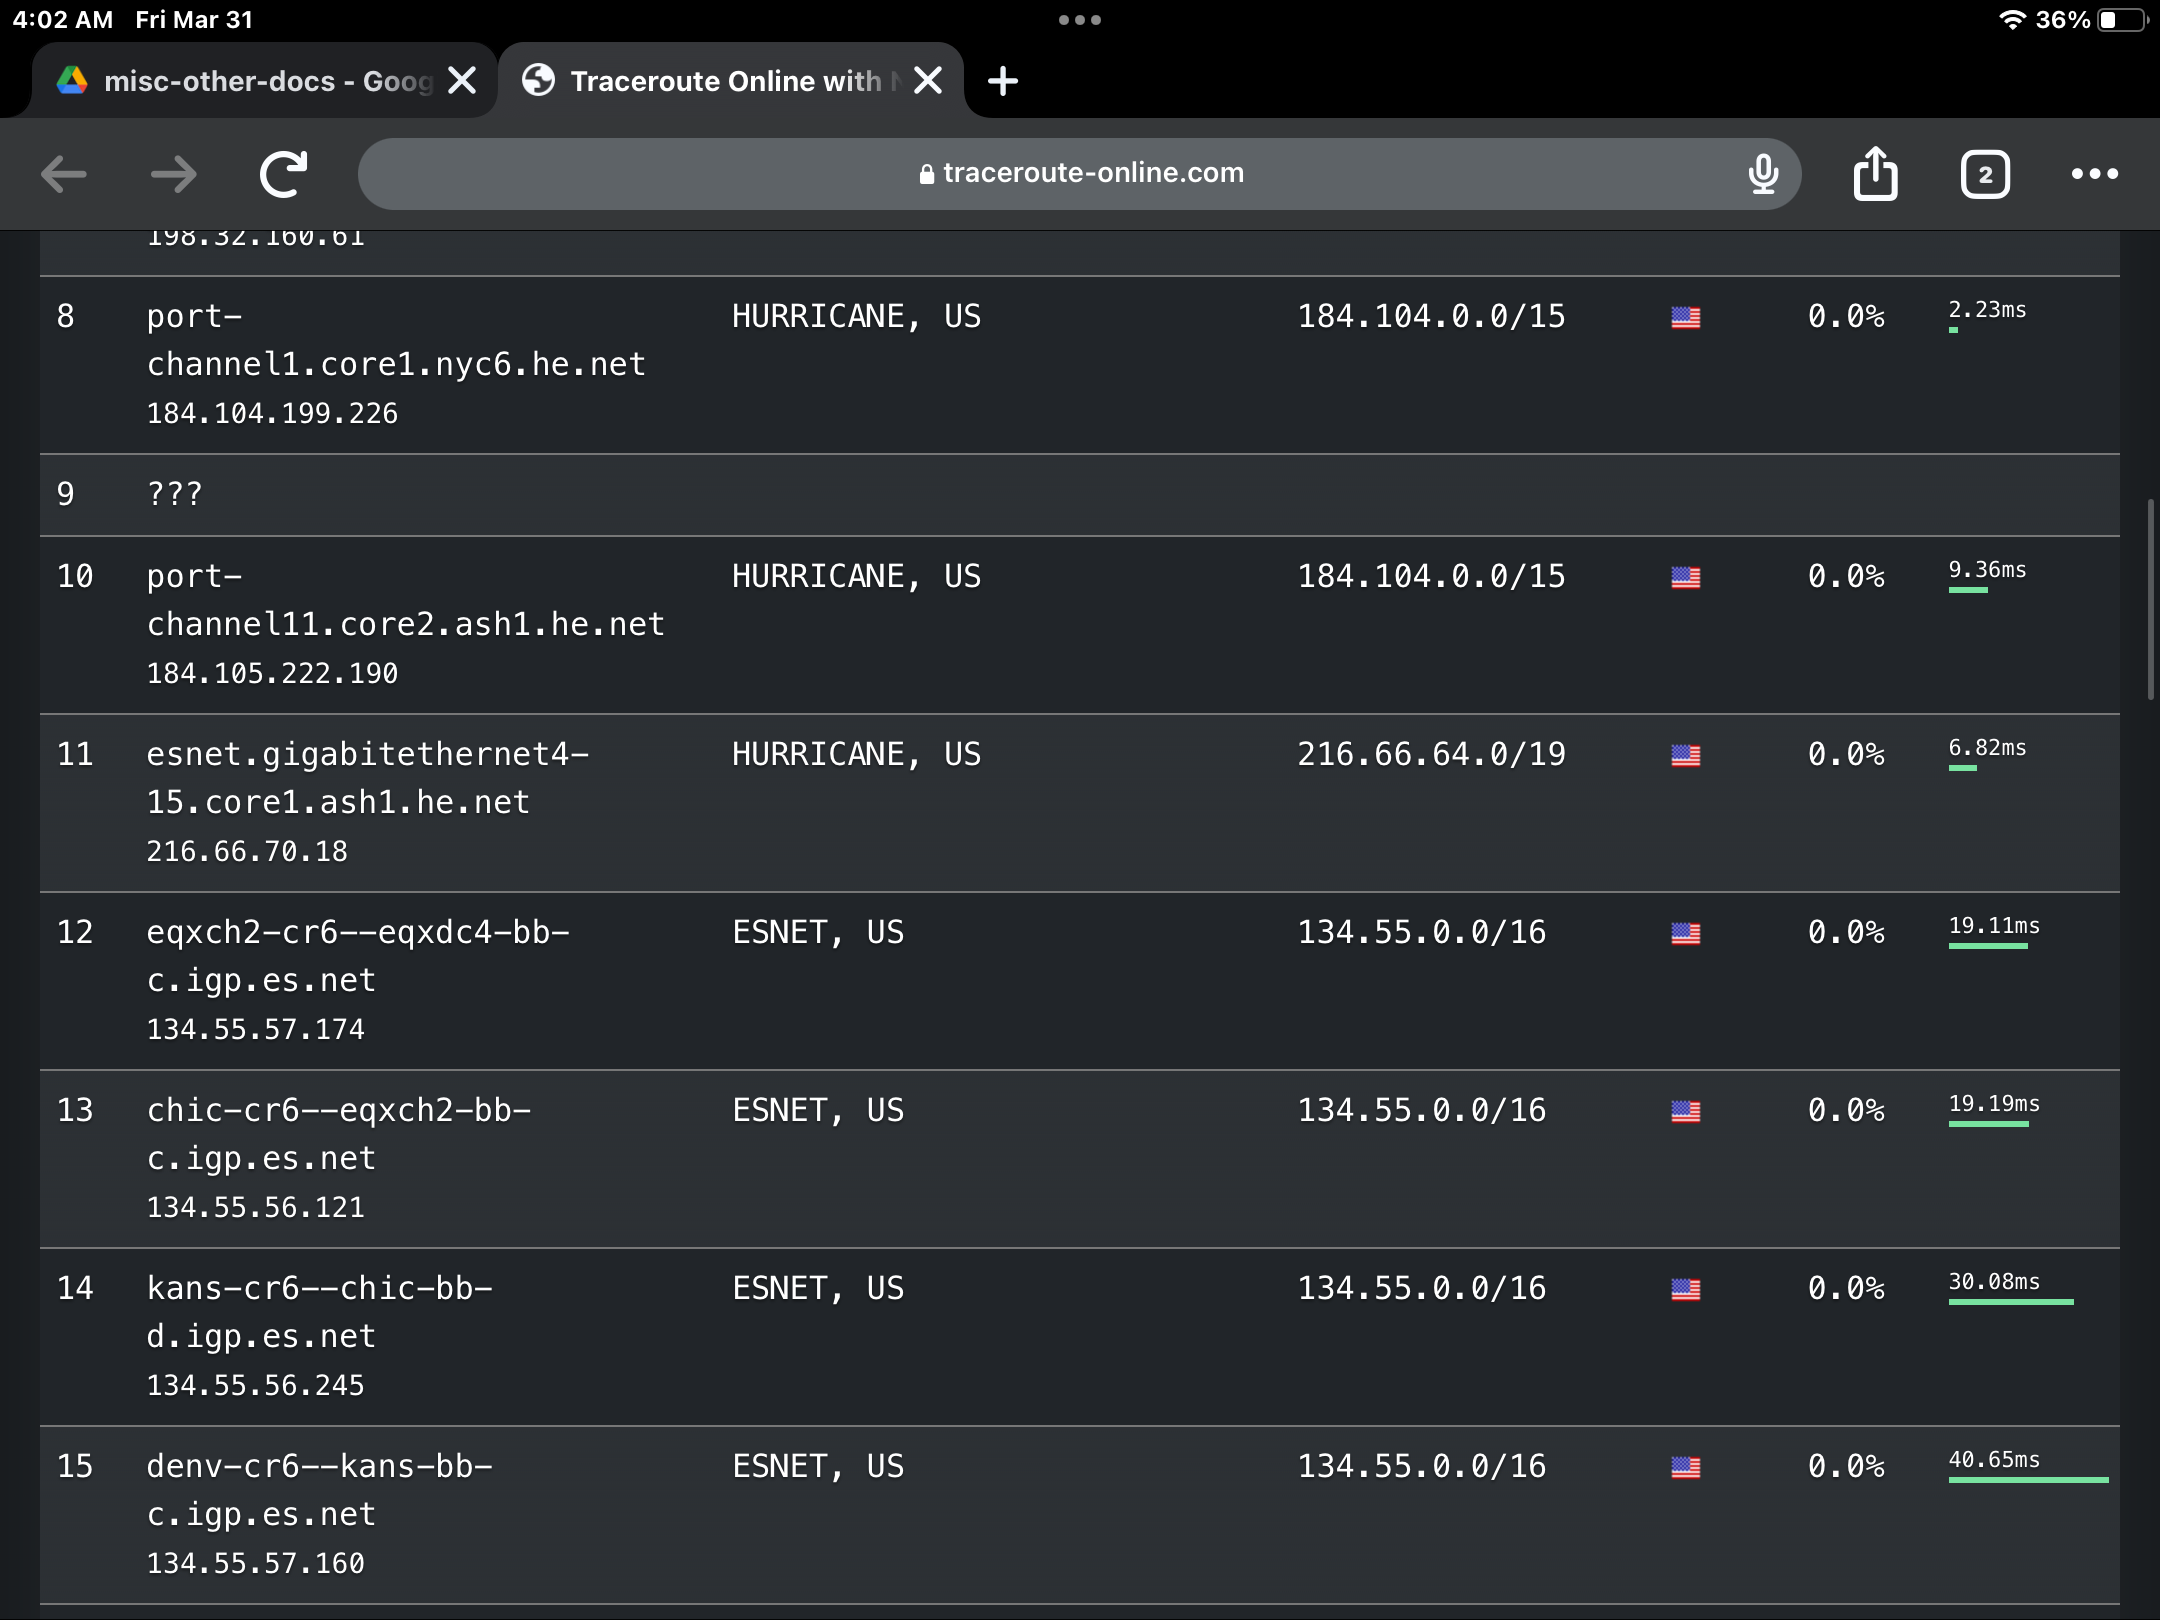 4:02 AM Fri Mar 31 36%
misc-other-docs - Goog Traceroute Online with
traceroute-online.com 2
198.32.160.61
8 port- HURRICANE, US 184.104.0.0/15 0.0% 2.23ms
channel1.core1.nyc6.he.net
184.104.199.226
9 ???
10 port- HURRICANE, US 184.104.0.0/15 0.0% 9.36ms
channel11.core2.ash1.he.net
184.105.222.190
11 esnet.gigabitethernet4- HURRICANE, US 216.66.64.0/19 0.0% 6.82ms
15.core1.ash1.he.net
216.66.70.18
12 eqxch2-cr6--eqxdc4-bb- ESNET, US 134.55.0.0/16 0.0% 19.11ms
c.igp.es.net
134.55.57.174
13 chic-cr6--eqxch2-bb- ESNET, US 134.55.0.0/16 0.0% 19.19ms
c.igp.es.net
134.55.56.121
14 kans-cr6--chic-bb- ESNET, US 134.55.0.0/16 0.0% 30.08ms
d.igp.es.net
134.55.56.245
15 denv-cr6--kans-bb- ESNET, US 134.55.0.0/16 0.0% 40.65ms
c.igp.es.net
134.55.57.160